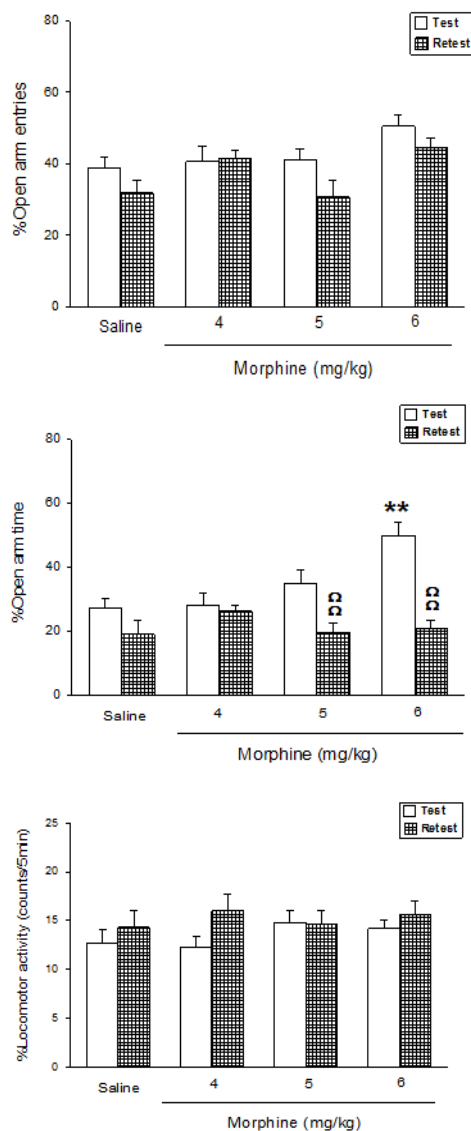 80
Test
Retest
60
%Open arm entries
40
20
0
Saline 4 5 6
Morphine (mg/kg)
Test
Retest
80
60
%Open arm time
**
ΩΩ
ΩΩ
40
20
0
Saline 4 5 6
Morphine (mg/kg)
Test
Retest
25
20
%Locomotor activity (counts/5min)
15
10
5
0
Saline 4 5 6
Morphine (mg/kg)